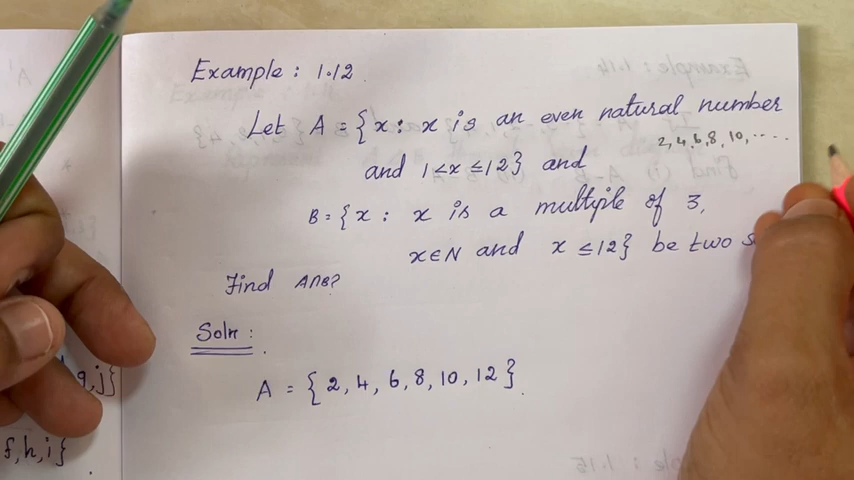 Example: 1.12
Let A = {x : x is an even natural number
2, 4, 6, 8, 10, .....
and 1 < x ≤ 12} and
B = {x : x is a multiple of 3,
x ∈ N and x ≤ 12} be two
Find A∩B?
Soln :
A = { 2, 4, 6, 8, 10, 12 }.
g, j}
f, h, i}